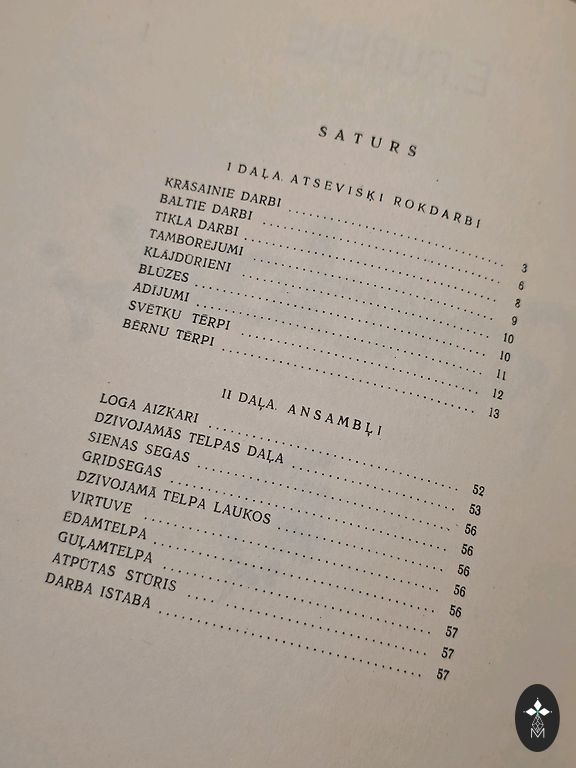 SATURS
I DAĻA. ATSEVIŠĶI ROKDARBI
KRĀSAINIE DARBI . . . . . . . . 3
BALTIE DARBI . . . . . . . . 6
TĪKLA DARBI . . . . . . . . 8
TAMBORĒJUMI . . . . . . . . 9
KLĀJDŪRIENI . . . . . . . . 10
BLŪZES . . . . . . . . 10
ADĪJUMI . . . . . . . . 11
SVĒTKU TĒRPI . . . . . . . . 12
BĒRNU TĒRPI . . . . . . . . 13
II DAĻA. ANSAMBĻI
LOGA AIZKARI . . . . . . . . 52
DZĪVOJAMĀS TELPAS DAĻA . . . . . . . . 53
SIENAS SEGAS . . . . . . . . 56
GRĪDSEGAS . . . . . . . . 56
DZĪVOJAMĀ TELPA LAUKOS . . . . . . . . 56
VIRTUVE . . . . . . . . 56
ĒDAMTELPA . . . . . . . . 56
GUĻAMTELPA . . . . . . . . 57
ATPŪTAS STŪRIS . . . . . . . . 57
DARBA ISTABA . . . . . . . . 57
M